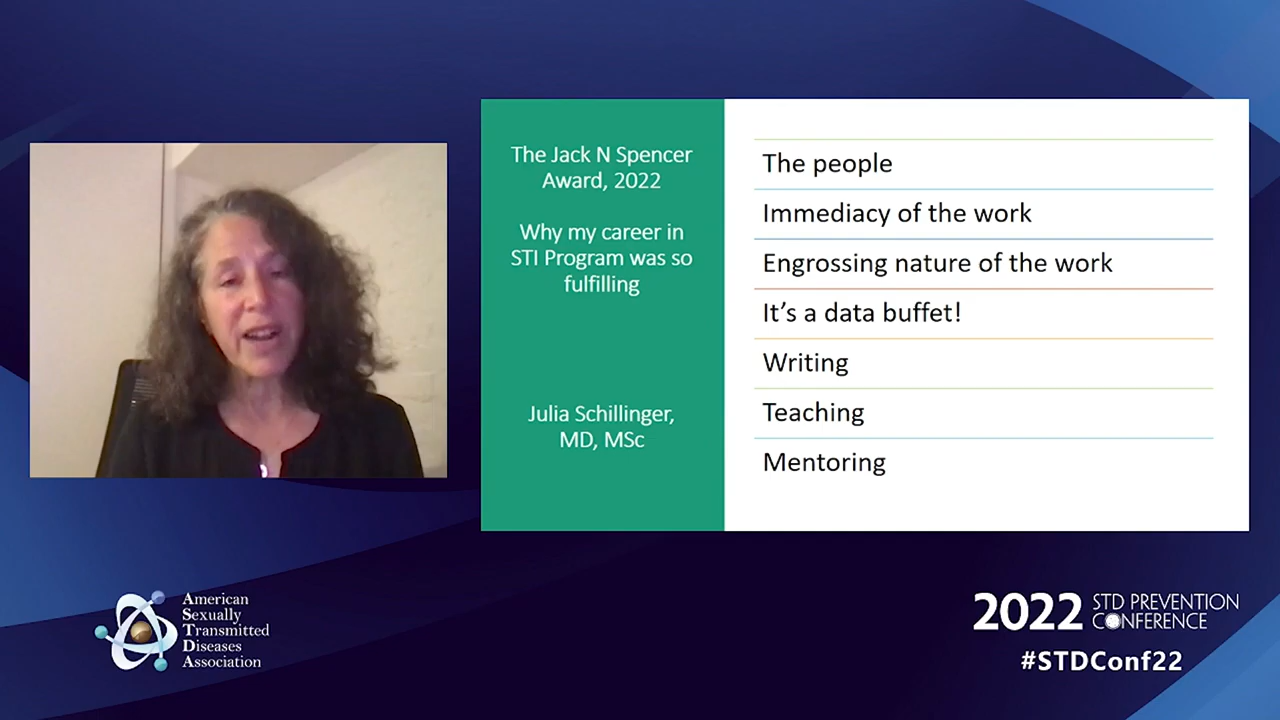 The Jack N Spencer
Award, 2022
Why my career in
STI Program was so
fulfilling
Julia Schillinger,
MD, MSc
The people
Immediacy of the work
Engrossing nature of the work
It’s a data buffet!
Writing
Teaching
Mentoring
American
Sexually
Transmitted
Diseases
Association
2022 STD PREVENTION
CONFERENCE
#STDConf22